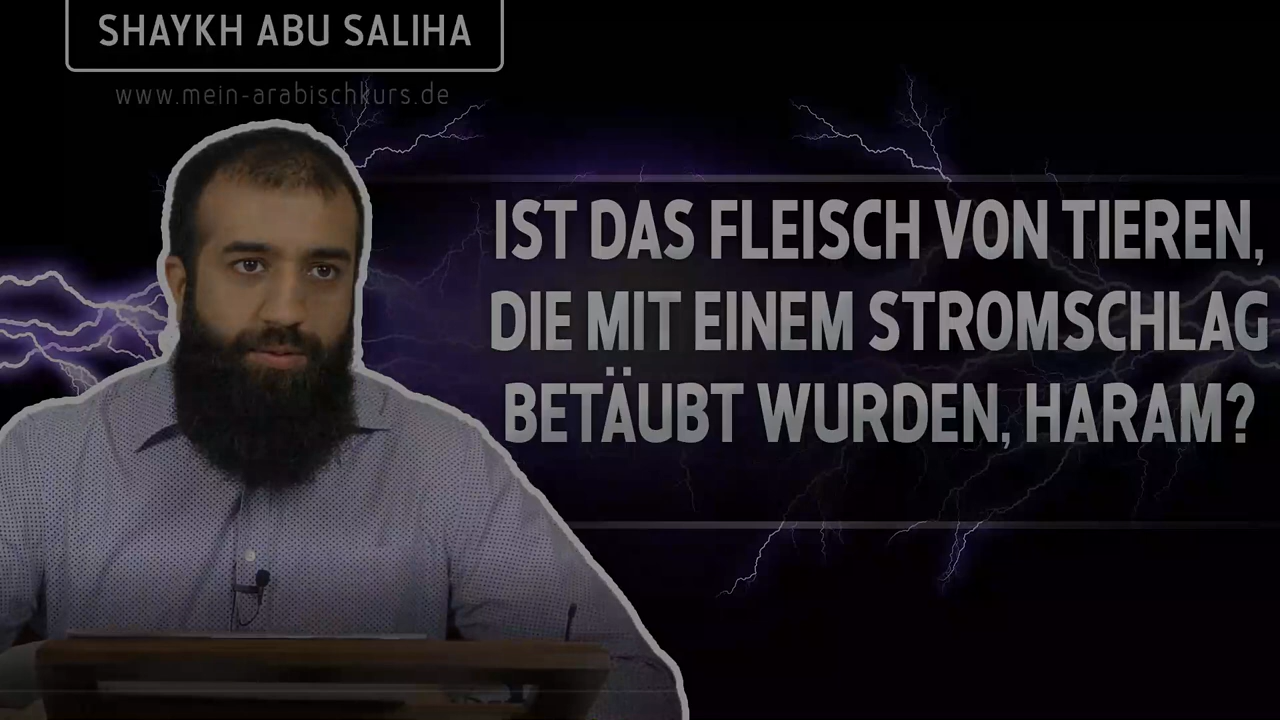 SHAYKH ABU SALIHA
www.mein-arabischkurs.de
IST DAS FLEISCH VON TIEREN,
DIE MIT EINEM STROMSCHLAG
BETÄUBT WURDEN, HARAM?